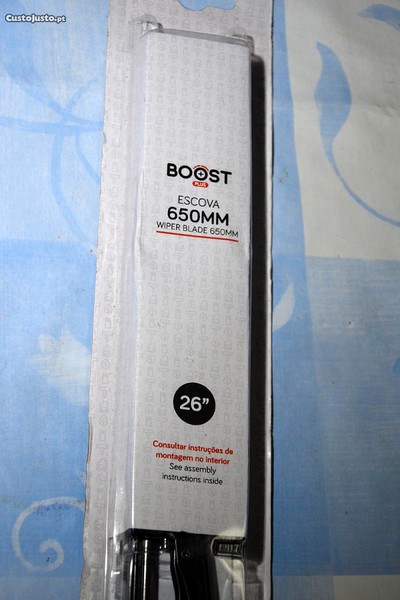 CustoJusto.pt
BOOST
PLUS
ESCOVA
650MM
WIPER BLADE 650MM
26”
Consultar instruções de
montagem no interior
See assembly
instructions inside